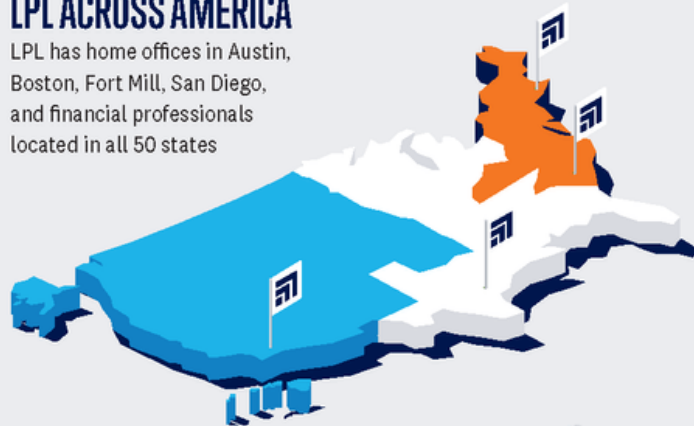 LPL ACROSS AMERICA
LPL has home offices in Austin,
Boston, Fort Mill, San Diego,
and financial professionals
located in all 50 states